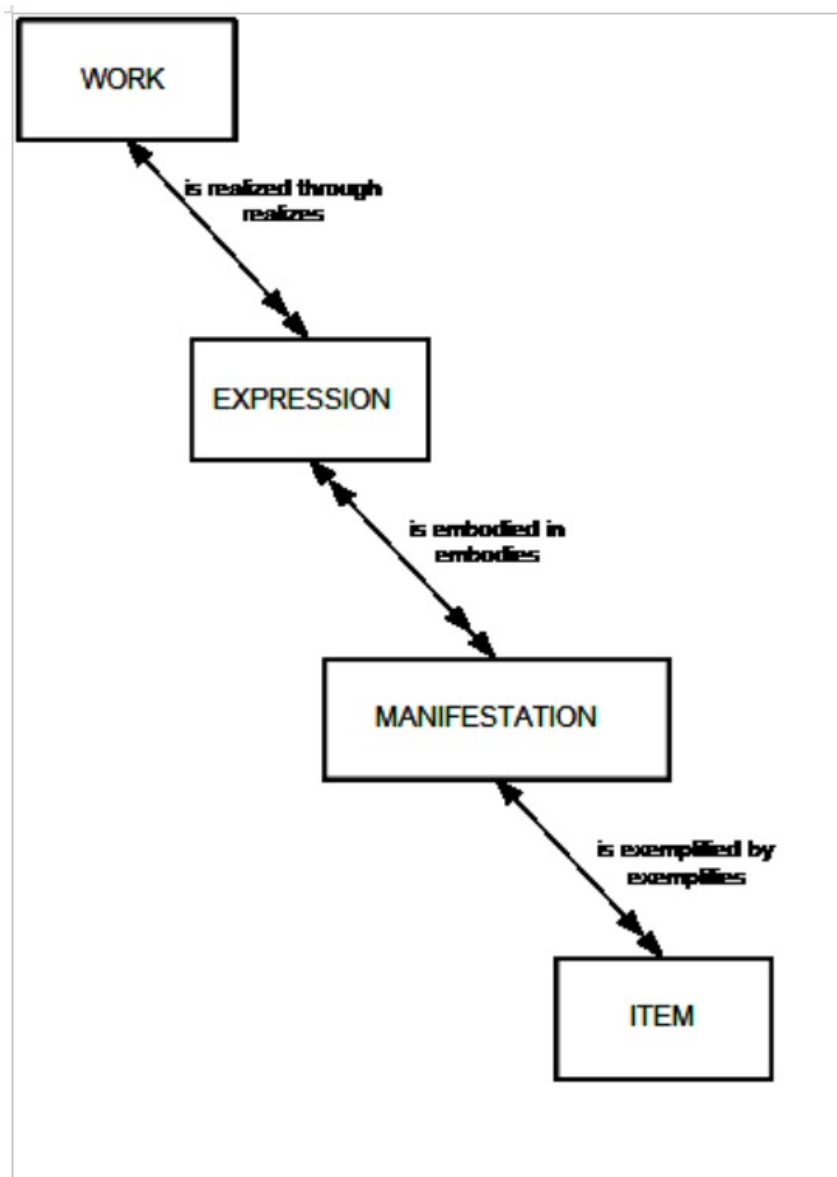 WORK
is realized through
realizes
EXPRESSION
is embodied in
embodies
MANIFESTATION
is exemplified by
exemplifies
ITEM